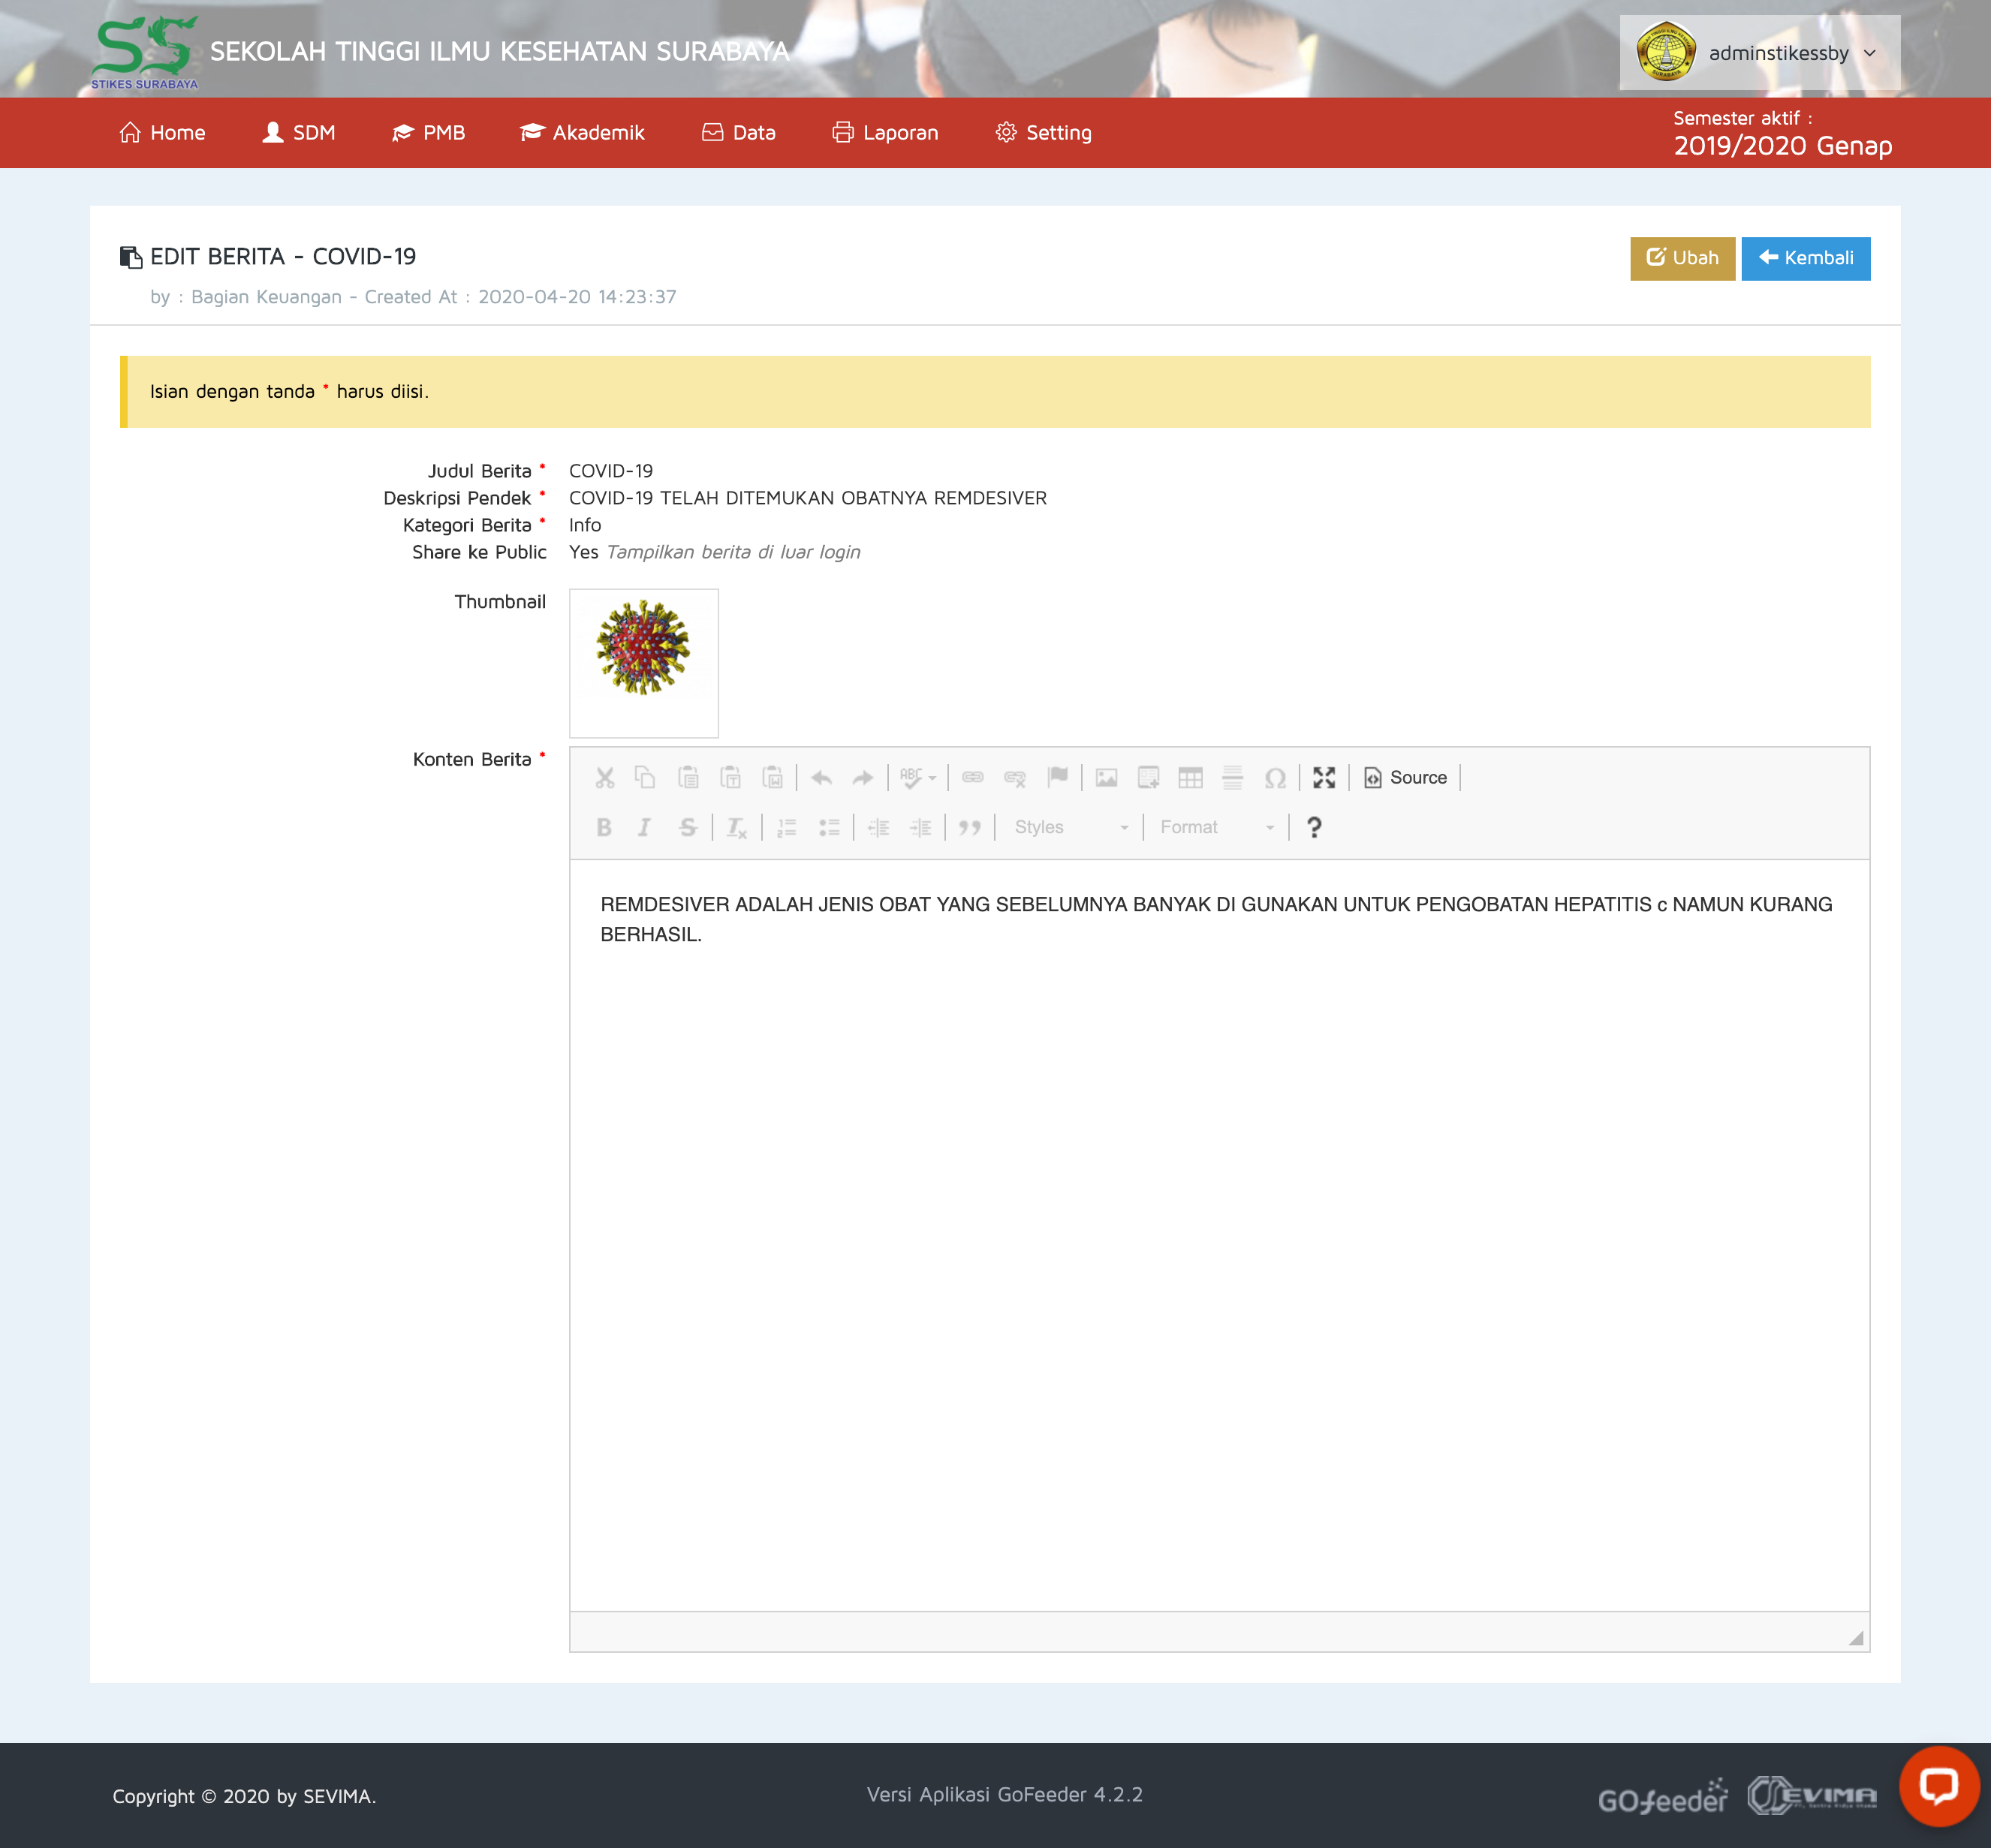 STIKES SURABAYA
SEKOLAH TINGGI ILMU KESEHATAN SURABAYA
adminstikessby
Home SDM PMB Akademik Data Laporan Setting
Semester aktif :
2019/2020 Genap
EDIT BERITA - COVID-19
by : Bagian Keuangan - Created At : 2020-04-20 14:23:37
Ubah
Kembali
Isian dengan tanda * harus diisi.
Judul Berita * COVID-19
Deskripsi Pendek * COVID-19 TELAH DITEMUKAN OBATNYA REMDESIVER
Kategori Berita * Info
Share ke Public Yes Tampilkan berita di luar login
Thumbnail
Konten Berita *
ABC Source
B I S Tx Styles Format ?
REMDESIVER ADALAH JENIS OBAT YANG SEBELUMNYA BANYAK DI GUNAKAN UNTUK PENGOBATAN HEPATITIS c NAMUN KURANG
BERHASIL.
Copyright © 2020 by SEVIMA.
Versi Aplikasi GoFeeder 4.2.2
GOfeeder
SEVIMA